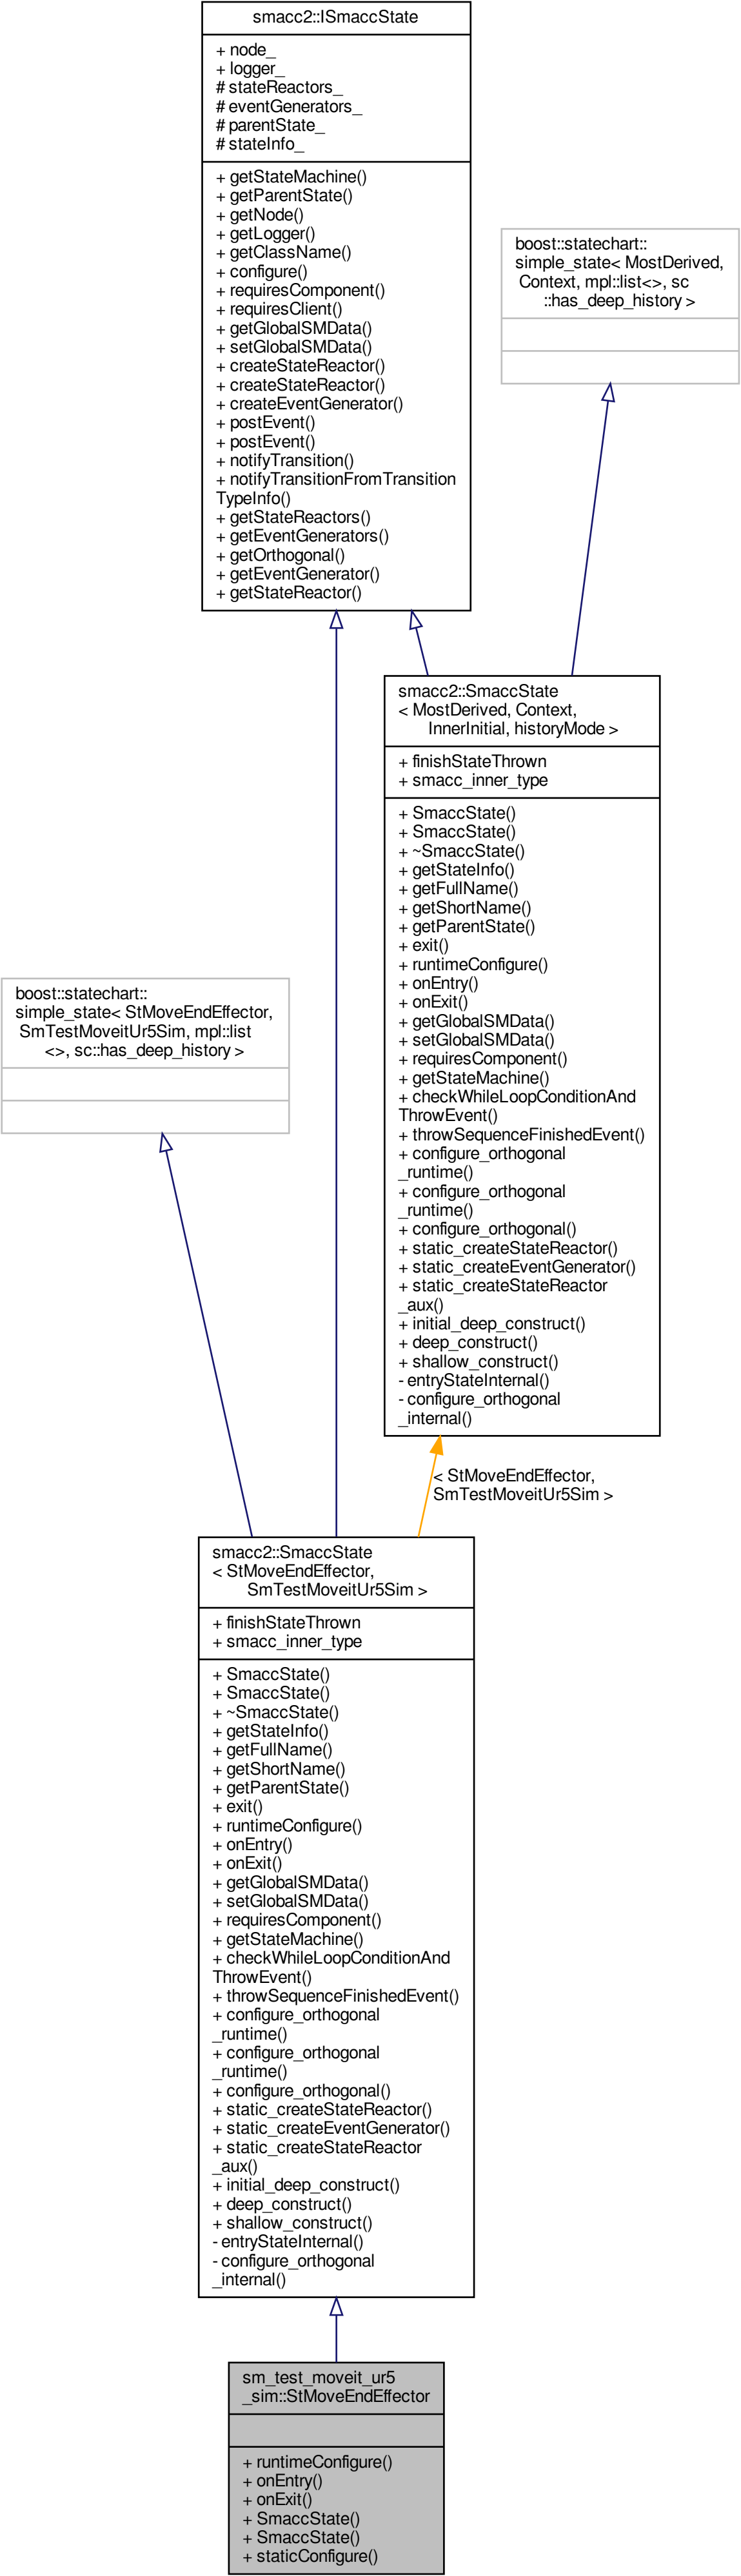 smacc2::ISmaccState
+ node_
+ logger_
# stateReactors_
# eventGenerators_
# parentState_
# stateInfo_
+ getStateMachine()
+ getParentState()
+ getNode()
+ getLogger()
+ getClassName()
+ configure()
+ requiresComponent()
+ requiresClient()
+ getGlobalSMData()
+ setGlobalSMData()
+ createStateReactor()
+ createStateReactor()
+ createEventGenerator()
+ postEvent()
+ postEvent()
+ notifyTransition()
+ notifyTransitionFromTransition
TypeInfo()
+ getStateReactors()
+ getEventGenerators()
+ getOrthogonal()
+ getEventGenerator()
+ getStateReactor()
boost::statechart::
simple_state< MostDerived,
Context, mpl::list<>, sc
::has_deep_history >
smacc2::SmaccState
< MostDerived, Context,
InnerInitial, historyMode >
+ finishStateThrown
+ smacc_inner_type
+ SmaccState()
+ SmaccState()
+ ~SmaccState()
+ getStateInfo()
+ getFullName()
+ getShortName()
+ getParentState()
+ exit()
+ runtimeConfigure()
+ onEntry()
+ onExit()
+ getGlobalSMData()
+ setGlobalSMData()
+ requiresComponent()
+ getStateMachine()
+ checkWhileLoopConditionAnd
ThrowEvent()
+ throwSequenceFinishedEvent()
+ configure_orthogonal
_runtime()
+ configure_orthogonal
_runtime()
+ configure_orthogonal()
+ static_createStateReactor()
+ static_createEventGenerator()
+ static_createStateReactor
_aux()
+ initial_deep_construct()
+ deep_construct()
+ shallow_construct()
- entryStateInternal()
- configure_orthogonal
_internal()
boost::statechart::
simple_state< StMoveEndEffector,
SmTestMoveitUr5Sim, mpl::list
<>, sc::has_deep_history >
< StMoveEndEffector,
SmTestMoveitUr5Sim >
smacc2::SmaccState
< StMoveEndEffector,
SmTestMoveitUr5Sim >
+ finishStateThrown
+ smacc_inner_type
+ SmaccState()
+ SmaccState()
+ ~SmaccState()
+ getStateInfo()
+ getFullName()
+ getShortName()
+ getParentState()
+ exit()
+ runtimeConfigure()
+ onEntry()
+ onExit()
+ getGlobalSMData()
+ setGlobalSMData()
+ requiresComponent()
+ getStateMachine()
+ checkWhileLoopConditionAnd
ThrowEvent()
+ throwSequenceFinishedEvent()
+ configure_orthogonal
_runtime()
+ configure_orthogonal
_runtime()
+ configure_orthogonal()
+ static_createStateReactor()
+ static_createEventGenerator()
+ static_createStateReactor
_aux()
+ initial_deep_construct()
+ deep_construct()
+ shallow_construct()
- entryStateInternal()
- configure_orthogonal
_internal()
sm_test_moveit_ur5
_sim::StMoveEndEffector
+ runtimeConfigure()
+ onEntry()
+ onExit()
+ SmaccState()
+ SmaccState()
+ staticConfigure()